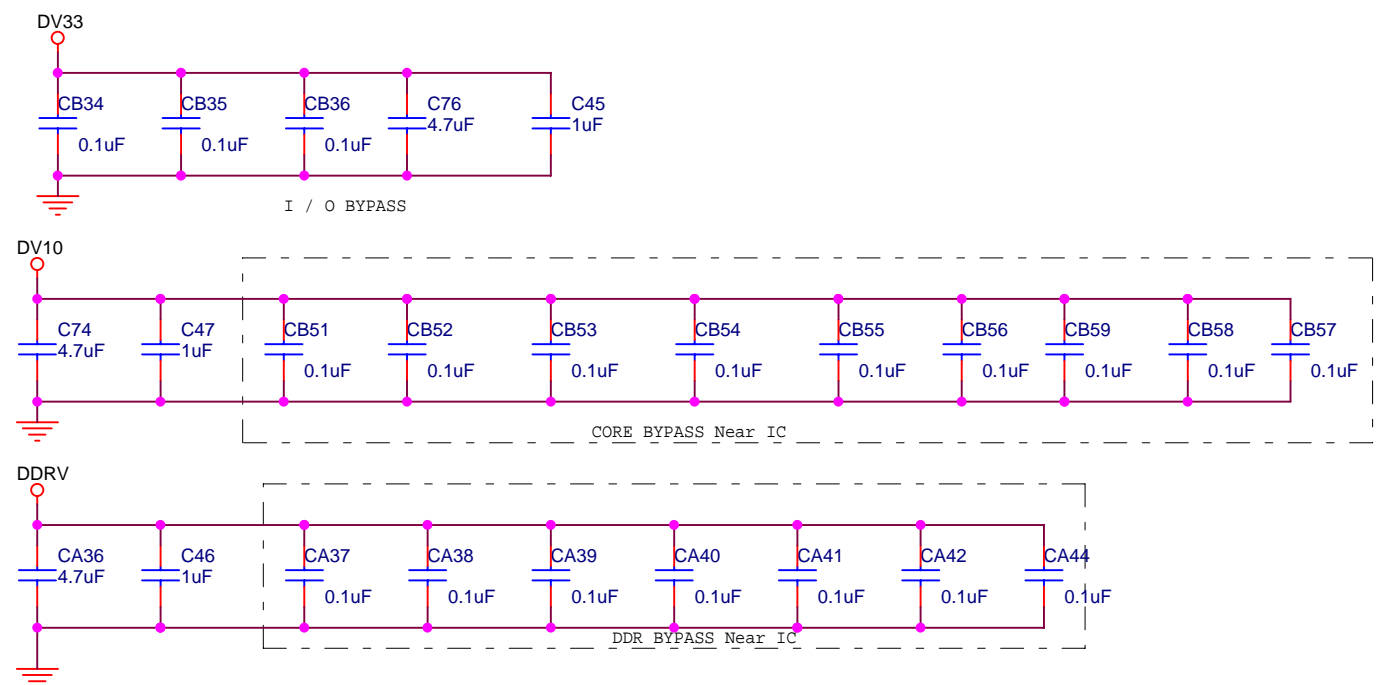 DV33
CB34
0.1uF
CB35
0.1uF
CB36
0.1uF
C76
4.7uF
C45
1uF
I / O BYPASS
DV10
C74
4.7uF
C47
1uF
CB51
0.1uF
CB52
0.1uF
CB53
0.1uF
CB54
0.1uF
CB55
0.1uF
CB56
0.1uF
CB59
0.1uF
CB58
0.1uF
CB57
0.1uF
CORE BYPASS Near IC
DDRV
CA36
4.7uF
C46
1uF
CA37
0.1uF
CA38
0.1uF
CA39
0.1uF
CA40
0.1uF
CA41
0.1uF
CA42
0.1uF
CA44
0.1uF
DDR BYPASS Near IC